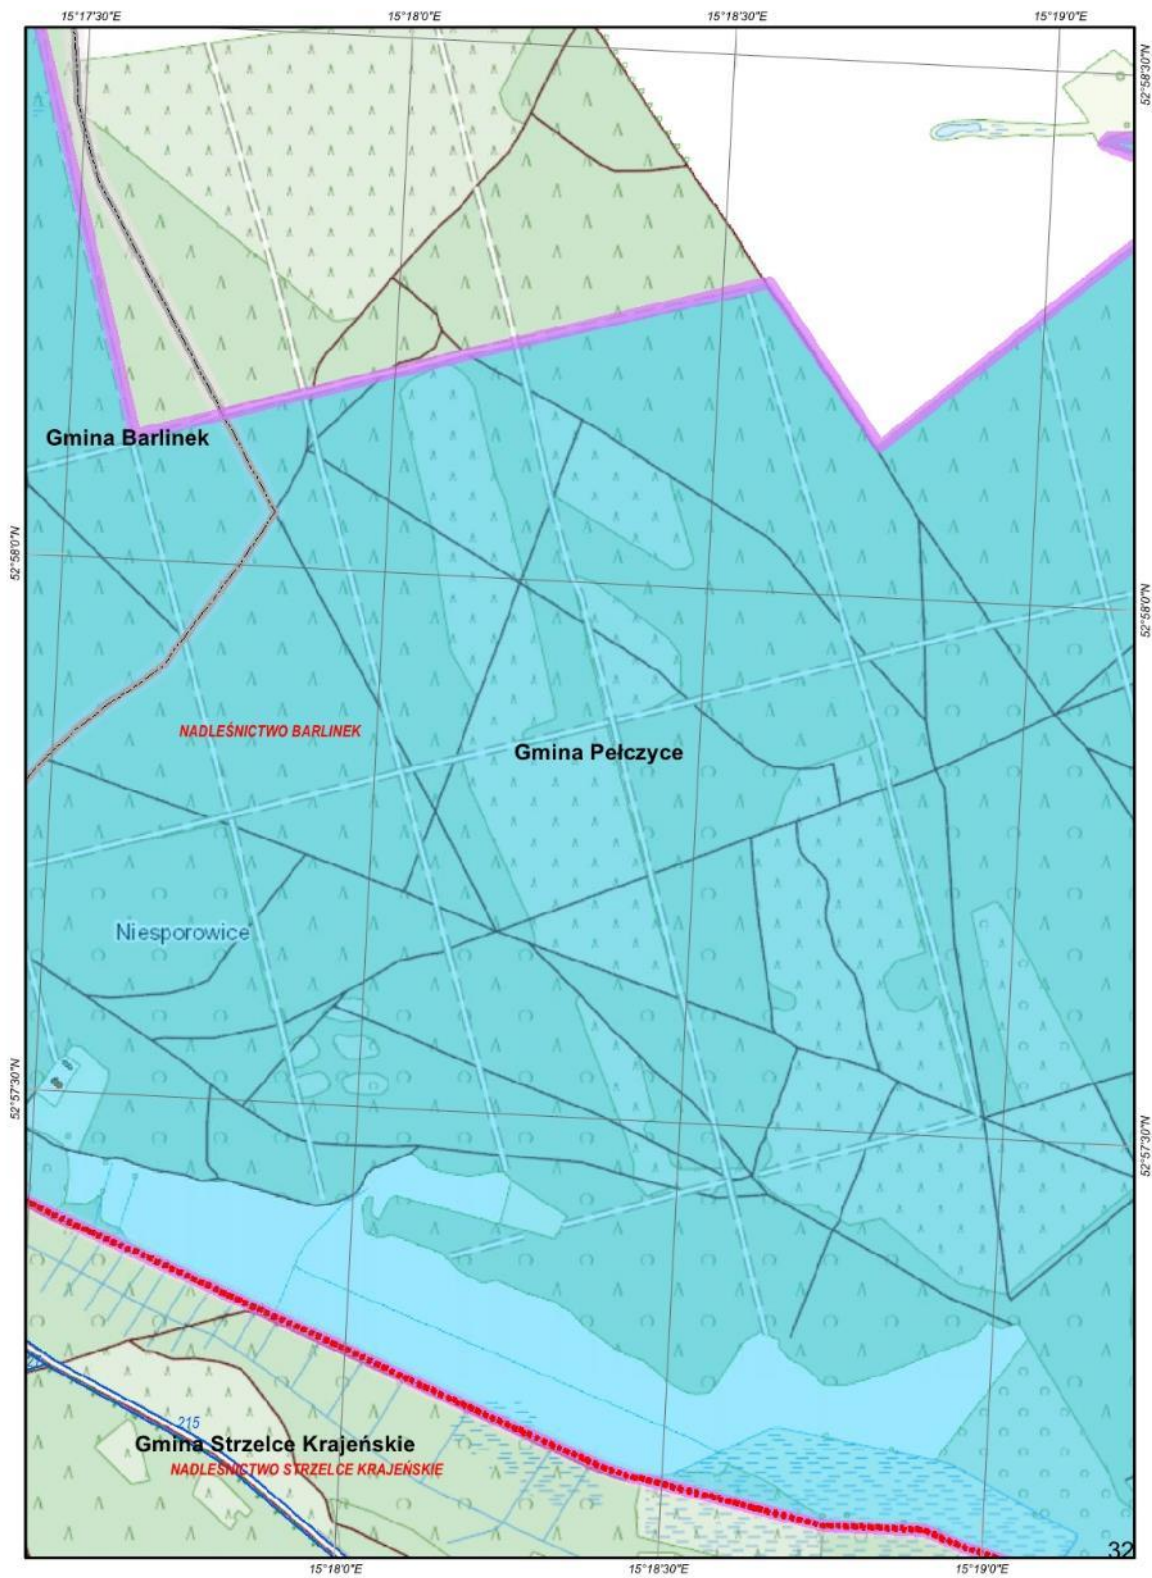 15°17'30"E
15°18'0"E
15°18'30"E
15°19'0"E
52°58'30"N
Gmina Barlinek
52°58'0"N
52°58'0"N
NADLEŚNICTWO BARLINEK
Gmina Pełczyce
Niesporowice
52°57'30"N
52°57'30"N
215
Gmina Strzelce Krajeńskie
NADLEŚNICTWO STRZELCE KRAJEŃSKIE
32
15°18'0"E
15°18'30"E
15°19'0"E